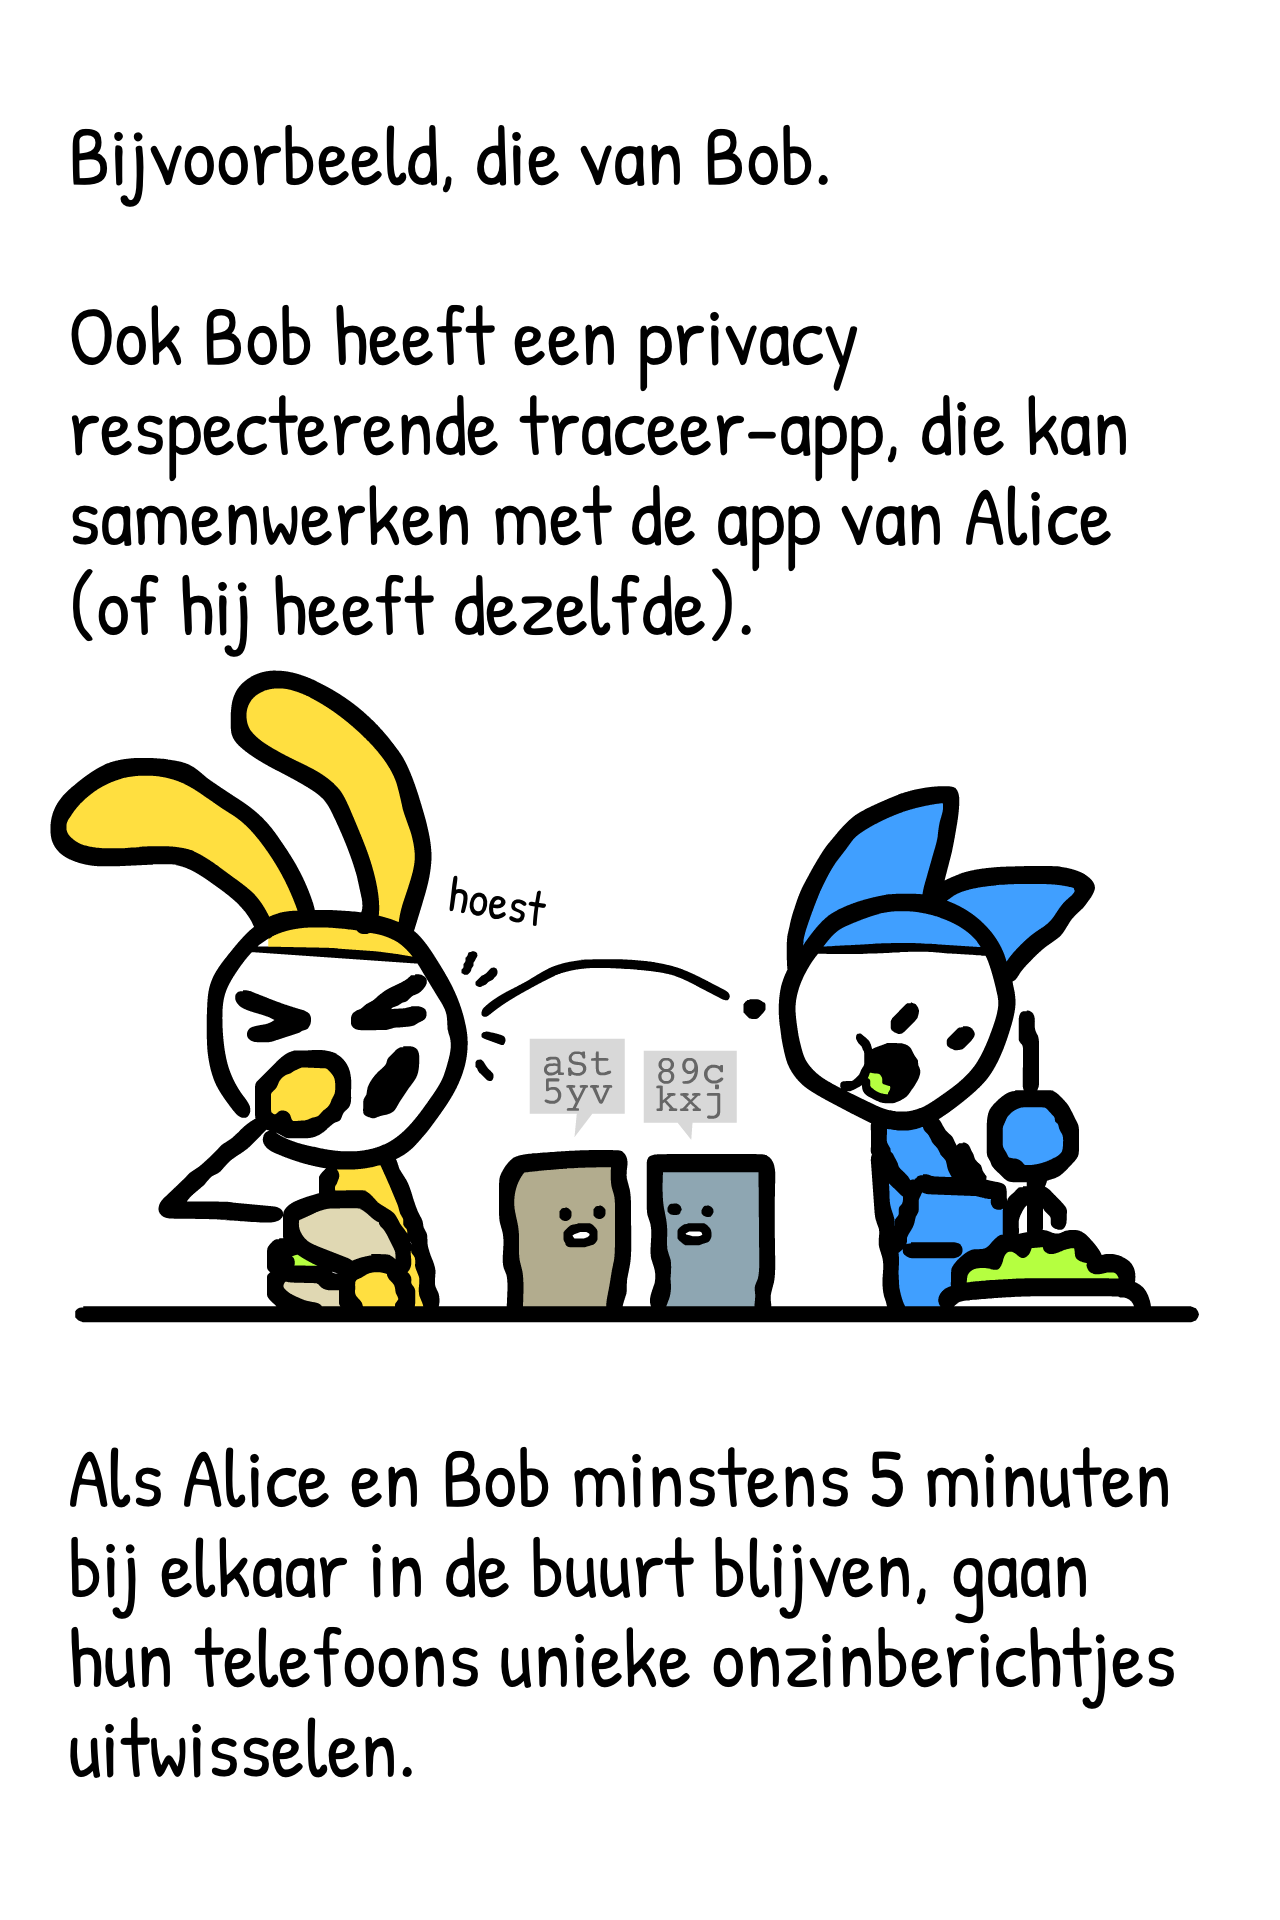 Bijvoorbeeld, die van Bob.
Ook Bob heeft een privacy
respecterende traceer-app, die kan
samenwerken met de app van Alice
(of hij heeft dezelfde).
hoest
aSt
5yv
89c
kxj
Als Alice en Bob minstens 5 minuten
bij elkaar in de buurt blijven, gaan
hun telefoons unieke onzinberichtjes
uitwisselen.